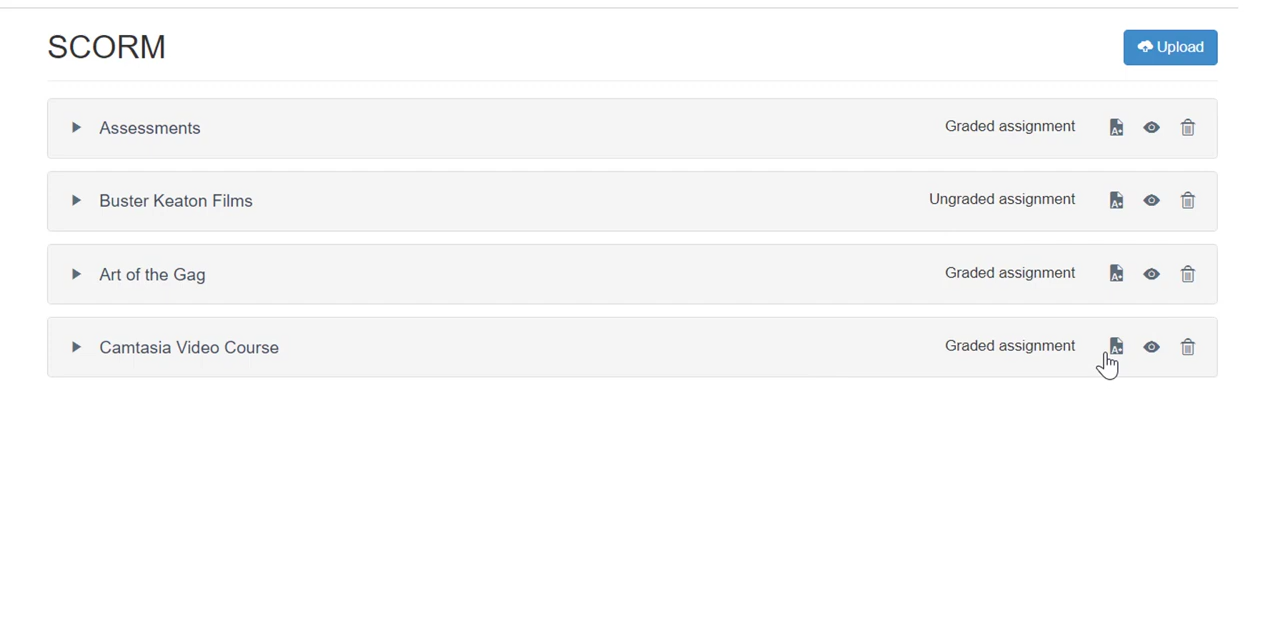 SCORM
Upload
Assessments Graded assignment
Buster Keaton Films Ungraded assignment
Art of the Gag Graded assignment
Camtasia Video Course Graded assignment